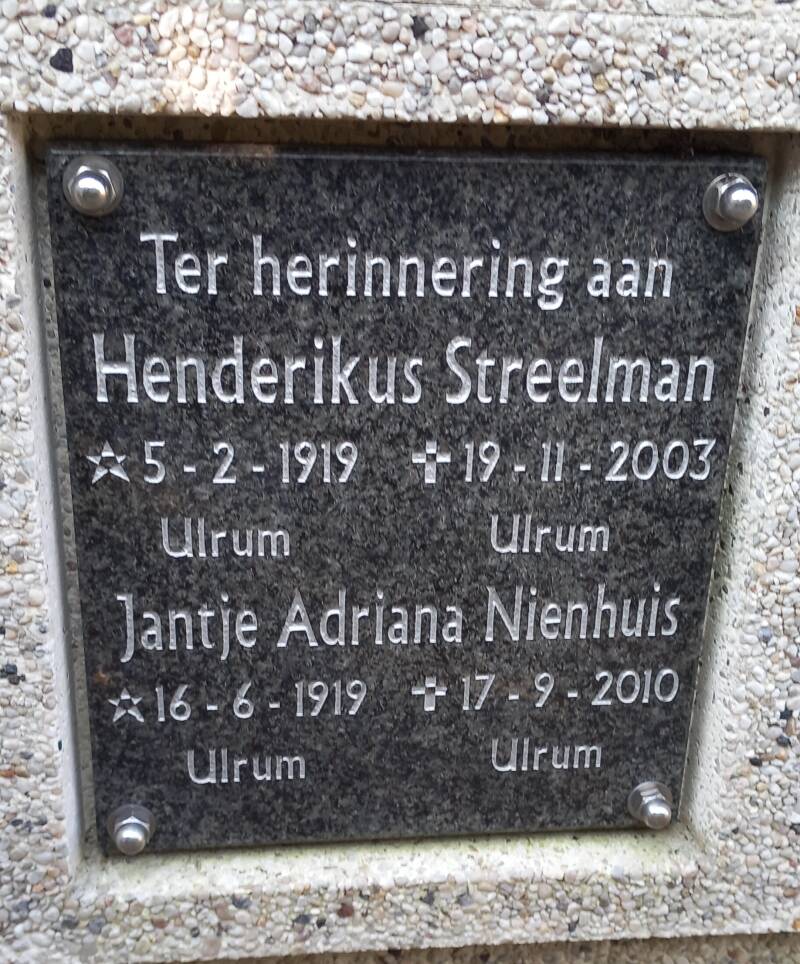 Ter herinnering aan
Henderikus Streelman
☆ 5 - 2 - 1919 ✝ 19 - 11 - 2003
Ulrum Ulrum
Jantje Adriana Nienhuis
☆ 16 - 6 - 1919 ✝ 17 - 9 - 2010
Ulrum Ulrum